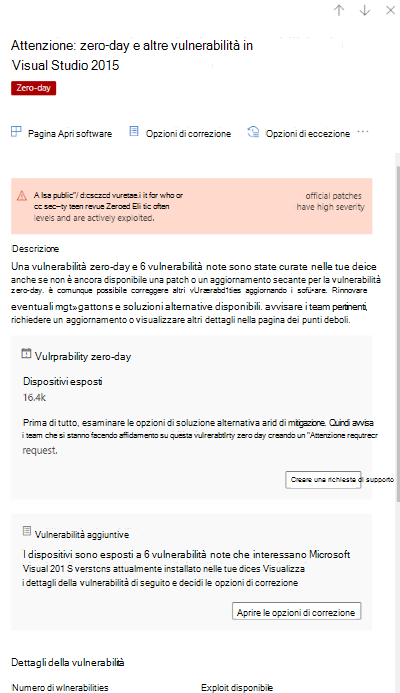 Attenzione: zero-day e altre vulnerabilità in
Visual Studio 2015
Zero-day
Pagina Apri software Opzioni di correzione Opzioni di eccezione ...
A lsa public"/ d:csczcd vuretae.i it for who or official patches
cc sec-ty teen revue Zeroed Elli tic often have high severity
levels and are actively exploited.
Descrizione
Una vulnerabilità zero-day e 6 vulnerabilità note sono state curate nelle tue deice
anche se non è ancora disponibile una patch o un aggiornamento secante per la vulnerabilità
zero-day. è comunque possibile correggere altri vUrærabd1ties aggiornando i sofü•are. Rinnovare
eventuali mgt»gattons e soluzioni alternative disponibili. avvisare i team pertinenti,
richiedere un aggiornamento o visualizzare altri dettagli nella pagina dei punti deboli.
Vulrprability zero-day
Dispositivi esposti
16.4k
Prima di tutto, esaminare le opzioni di soluzione alternativa arid di mitigazione. Quindi avvisa
i team che si stanno facendo affidamento su questa vulnerabtlrty zero day creando un "Attenzione requtrecr
request.
Creare una richiesta di supporto
Vulnerabilità aggiuntive
I dispositivi sono esposti a 6 vulnerabilità note che interessano Microsoft
Visual 201 S verstcns attualmente installato nelle tue dices Visualizza
i dettagli della vulnerabilità di seguito e decidi le opzioni di correzione
Aprire le opzioni di correzione
Dettagli della vulnerabilità
Numero di wlnerabilities Exploit disponibile